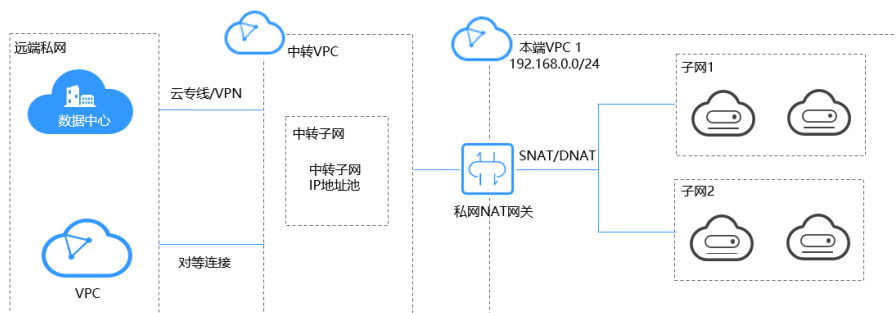 远端私网
数据中心
VPC
云专线/VPN
对等连接
中转VPC
中转子网
中转子网
IP地址池
本端VPC 1
192.168.0.0/24
私网NAT网关
SNAT/DNAT
子网1
子网2